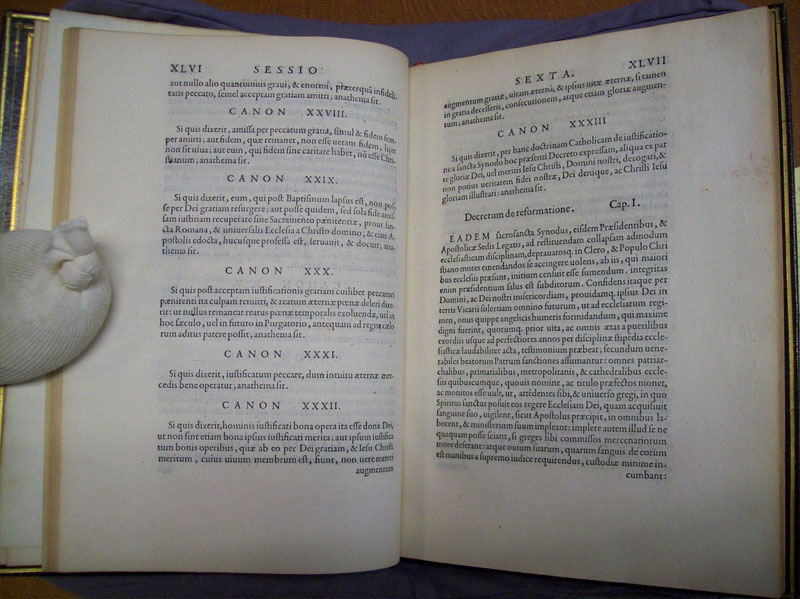 XLVI SESSIO
aut nullo alio quantumuis graui, & enormi, præterquā infideli
tatis peccato, semel acceptam gratiam amitti; anathema sit.
CANON XXVIII.
Si quis dixerit, amissa per peccatum gratia, simul & fidem sem
per amitti; aut fidem, quæ remanet, non esse ueram fidem, licet
non sit uiua; aut eum, qui fidem sine caritate habet, nō esse Chri
stianum; anathema sit.
CANON XXIX.
Si quis dixerit, eum, qui post Baptismum lapsus est, non pos
se per Dei gratiam resurgere; aut posse quidem, sed sola fide amis
sam iustitiam recuperare sine Sacramento pœnitentiæ, prout san
cta Romana, & uniuersalis Ecclesia a Christo domino, & eius A
postolis edocta, hucusque professa est, seruauit, & docuit, ana
thema sit.
CANON XXX.
Si quis post acceptam iustificationis gratiam cuilibet peccatori
pœnitenti ita culpam remitti, & reatum æternæ pœnæ deleri dixe
rit: ut nullus remaneat reatus pœnæ temporalis exoluendæ, uel in
hoc sæculo, uel in futuro in Purgatorio, antequam ad regna cœlo
rum aditus patere possit; anathema sit.
CANON XXXI.
Si quis dixerit, iustificatum peccare, dum intuitu æternæ mer
cedis bene operatur; anathema sit.
CANON XXXII.
Si quis dixerit, hominis iustificati bona opera ita esse dona Dei,
ut non sint etiam bona ipsius iustificati merita; aut ipsum iustifica
tum bonis operibus, quæ ab eo per Dei gratiam, & Iesu Christi
meritum, cuius uiuum membrum est, fiunt, non uere mereri
augmentum
SEXTA. XLVII
augmentum gratiæ, uitam æternā, & ipsius uitæ æternæ, si tamen
in gratia decesserit, consecutionem, atque etiam gloriæ augmen-
tum; anathema sit.
CANON XXXIII
Si quis dixerit, per hanc doctrinam Catholicam de iustificatio-
ne a sancta Synodo hoc præsenti Decreto expressam, aliqua ex par
te gloriæ Dei, uel meritis Iesu Christi, Domini nostri, derogari, &
non potius ueritatem fidei nostræ, Dei denique, ac Christi Iesu
gloriam illustrari: anathema sit.
Decretum de reformatione. Cap. I.
EADEM sacrosancta Synodus, eisdem Præsidentibus, &
Apostolicæ Sedis Legatis, ad restituendam collapsam admodum
ecclesiasticam disciplinam, deprauatosq. in Clero, & Populo Chri
stiano mores emendandos se accingere uolens, ab iis, qui maiori
bus ecclesiis præsunt, initium censuit esse sumendum. integritas
enim præsidentium salus est subditorum. Confidens itaque per
Domini, ac Dei nostri misericordiam, prouidamq. ipsius Dei in
terris Vicarii solertiam omnino futurum, ut ad ecclesiarum regi-
men, onus quippe angelicis humeris formidandum, qui maxime
digni fuerint, quorumq. prior uita, ac omnis ætas a puerilibus
exordiis usque ad perfectiores annos per disciplinæ stipēdia eccle-
siasticæ laudabiliter acta, testimonium præbeat; secundum uene-
rabiles beatorum Patrum sanctiones assumantur: omnes patriar-
chalibus, primatialibus, metropolitanis, & cathedralibus eccle-
siis quibuscumque, quouis nomine, ac titulo præfectos monet,
ac monitos esse uult, ut, attēdentes sibi, & uniuerso gregi, in quo
Spiritus sanctus posuit eos regere Ecclesiam Dei, quam acquisiuit
sanguine suo, uigilent, sicut Apostolus præcipit, in omnibus la-
borent, & ministerium suum impleant: implere autem illud se ne
quaquam posse sciant, si greges sibi commissos mercenariorum
more deserant: atque ouium suarum, quarum sanguis de eorum
est manibus a supremo iudice requirendus, custodiæ minime in-
cumbant: